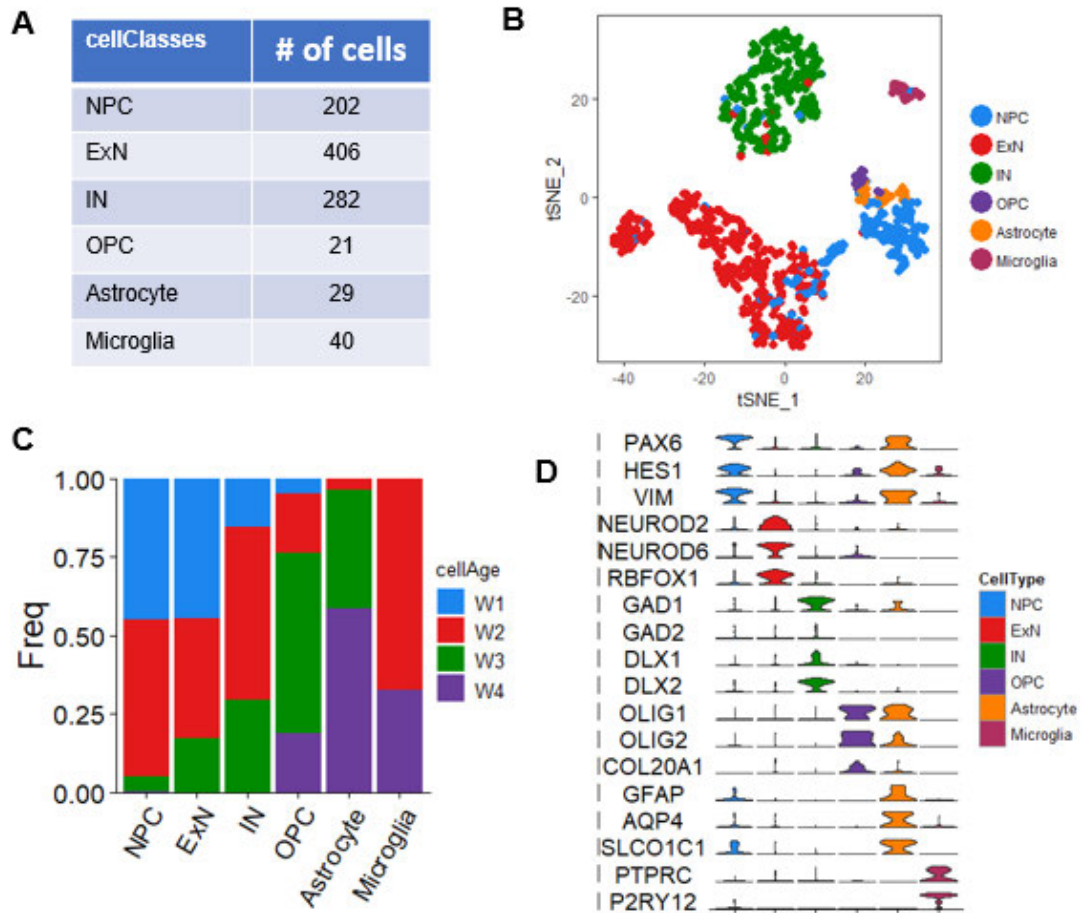 A
cellClasses # of cells
NPC 202
ExN 406
IN 282
OPC 21
Astrocyte 29
Microglia 40
B
tSNE_2
20
0
-20
-40 -20 0 20
tSNE_1
NPC
ExN
IN
OPC
Astrocyte
Microglia
C
Freq
1.00
0.75
0.50
0.25
0.00
NPC ExN IN OPC Astrocyte Microglia
cellAge
W1
W2
W3
W4
D
PAX6
HES1
VIM
NEUROD2
NEUROD6
RBFOX1
GAD1
GAD2
DLX1
DLX2
OLIG1
OLIG2
COL20A1
GFAP
AQP4
SLCO1C1
PTPRC
P2RY12
CellType
NPC
ExN
IN
OPC
Astrocyte
Microglia